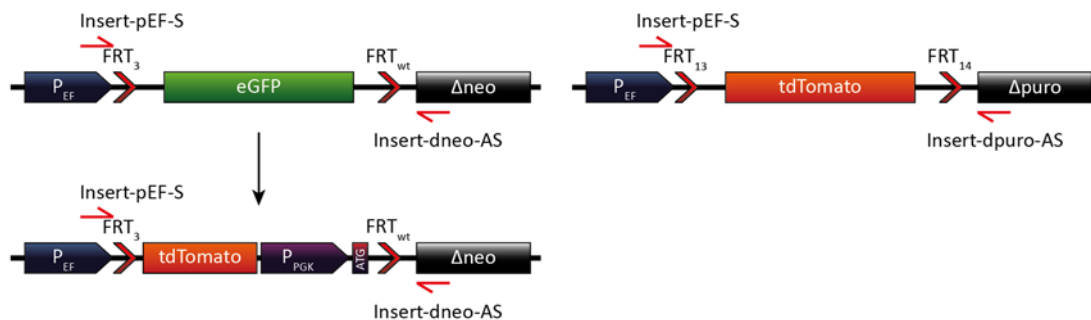 Insert-pEF-S
FRT3
PEF
eGFP
FRTwt
Δneo
Insert-dneo-AS
Insert-pEF-S
FRT13
PEF
tdTomato
FRT14
Δpuro
Insert-dpuro-AS
Insert-pEF-S
FRT3
PEF
tdTomato
PPGK
ATG
FRTwt
Δneo
Insert-dneo-AS